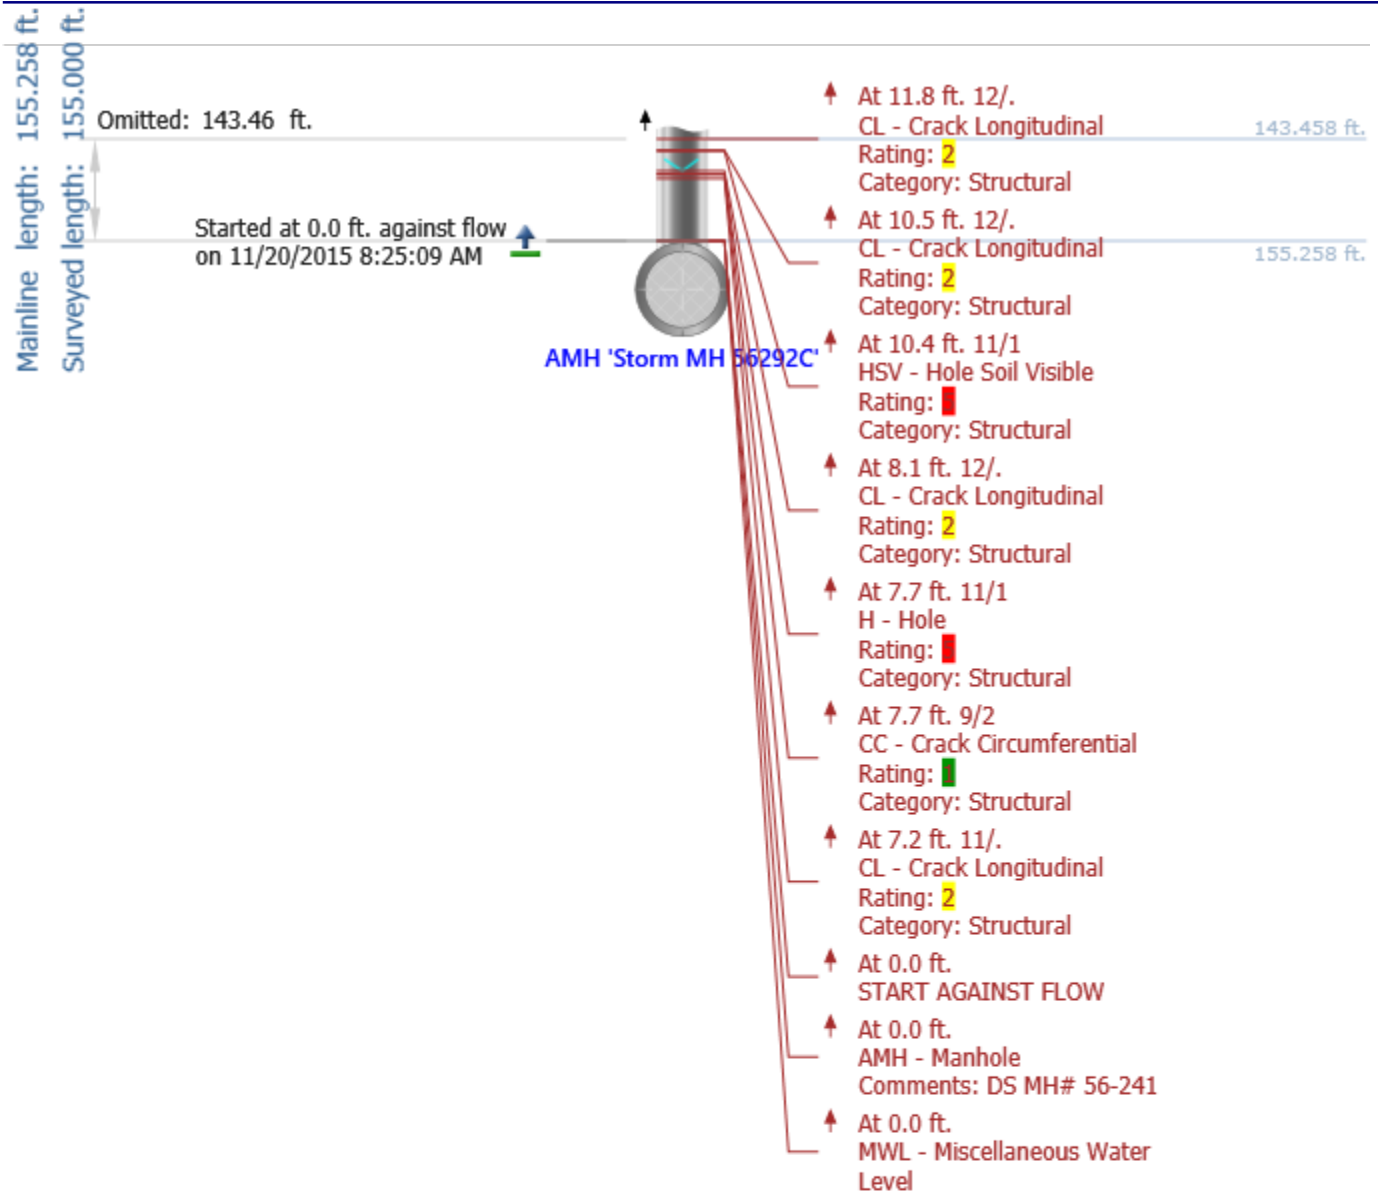 Mainline length: 155.258 ft.
Surveyed length: 155.000 ft.
Omitted: 143.46 ft.
Started at 0.0 ft. against flow
on 11/20/2015 8:25:09 AM
AMH 'Storm MH 56292C'
143.458 ft.
155.258 ft.
At 11.8 ft. 12/.
CL - Crack Longitudinal
Rating: 2
Category: Structural
At 10.5 ft. 12/.
CL - Crack Longitudinal
Rating: 2
Category: Structural
At 10.4 ft. 11/1
HSV - Hole Soil Visible
Rating:
Category: Structural
At 8.1 ft. 12/.
CL - Crack Longitudinal
Rating: 2
Category: Structural
At 7.7 ft. 11/1
H - Hole
Rating:
Category: Structural
At 7.7 ft. 9/2
CC - Crack Circumferential
Rating:
Category: Structural
At 7.2 ft. 11/.
CL - Crack Longitudinal
Rating: 2
Category: Structural
At 0.0 ft.
START AGAINST FLOW
At 0.0 ft.
AMH - Manhole
Comments: DS MH# 56-241
At 0.0 ft.
MWL - Miscellaneous Water
Level